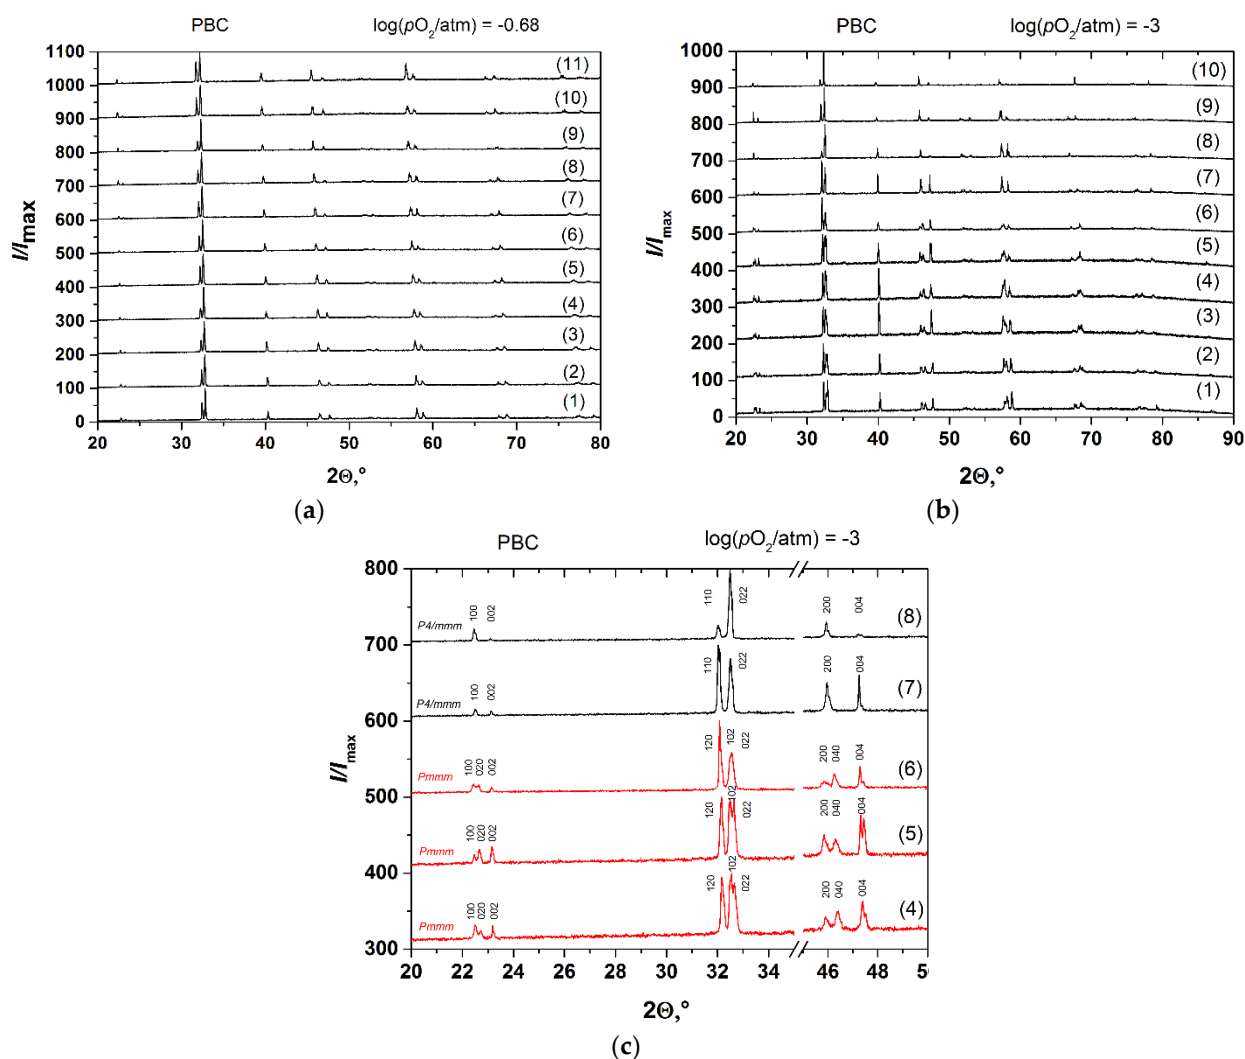 PBC log(pO2/atm) = -0.68
1100
1000
900
800
700
600
500
400
300
200
100
0
I/Imax
(11)
(10)
(9)
(8)
(7)
(6)
(5)
(4)
(3)
(2)
(1)
20 30 40 50 60 70 80
2Θ,°
(a)
PBC log(pO2/atm) = -3
1000
900
800
700
600
500
400
300
200
100
0
I/Imax
(10)
(9)
(8)
(7)
(6)
(5)
(4)
(3)
(2)
(1)
20 30 40 50 60 70 80 90
2Θ,°
(b)
PBC log(pO2/atm) = -3
800
700
600
500
400
300
I/Imax
P4/mmm 100 002 110 022 200 004 (8)
P4/mmm 100 002 110 022 200 004 (7)
Pmmm 100 020 002 120 102 022 200 040 004 (6)
Pmmm 100 020 002 120 102 022 200 040 004 (5)
Pmmm 100 020 002 120 102 022 200 040 004 (4)
20 22 24 26 28 30 32 34 46 48 50
2Θ,°
(c)